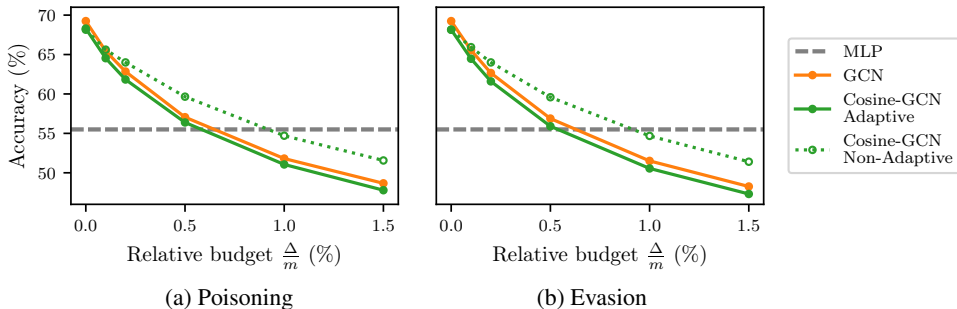 70
65
60
55
50
Accuracy (%)
0.0 0.5 1.0 1.5
Relative budget Δ/m (%)
(a) Poisoning
0.0 0.5 1.0 1.5
Relative budget Δ/m (%)
(b) Evasion
MLP
GCN
Cosine-GCN
Adaptive
Cosine-GCN
Non-Adaptive